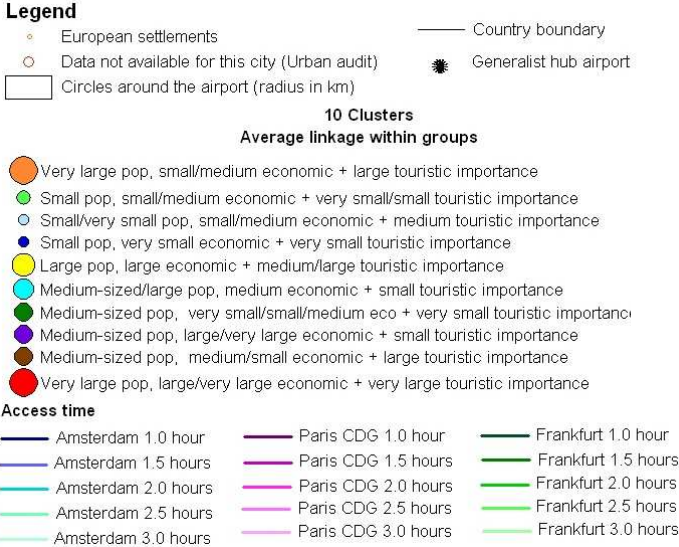 Legend
European settlements
Country boundary
Data not available for this city (Urban audit)
Generalist hub airport
Circles around the airport (radius in km)
10 Clusters
Average linkage within groups
Very large pop, small/medium economic + large touristic importance
Small pop, small/medium economic + very small/small touristic importance
Small/very small pop, small/medium economic + medium touristic importance
Small pop, very small economic + very small touristic importance
Large pop, large economic + medium/large touristic importance
Medium-sized/large pop, medium economic + small touristic importance
Medium-sized pop, very small/small/medium eco + very small touristic importanc
Medium-sized pop, large/very large economic + small touristic importance
Medium-sized pop, medium/small economic + large touristic importance
Very large pop, large/very large economic + very large touristic importance
Access time
Amsterdam 1.0 hour
Paris CDG 1.0 hour
Frankfurt 1.0 hour
Amsterdam 1.5 hours
Paris CDG 1.5 hours
Frankfurt 1.5 hours
Amsterdam 2.0 hours
Paris CDG 2.0 hours
Frankfurt 2.0 hours
Amsterdam 2.5 hours
Paris CDG 2.5 hours
Frankfurt 2.5 hours
Amsterdam 3.0 hours
Paris CDG 3.0 hours
Frankfurt 3.0 hours